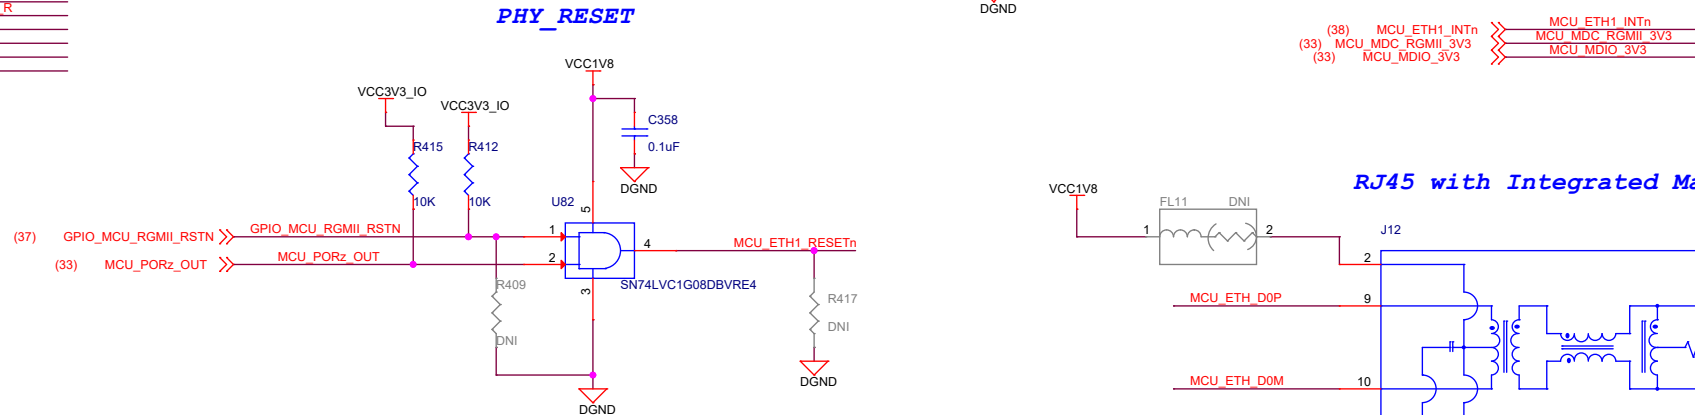 _R
PHY_RESET
DGND
(38) MCU_ETH1_INTn MCU_ETH1_INTn
(33) MCU_MDC_RGMII_3V3 MCU_MDC_RGMII_3V3
(33) MCU_MDIO_3V3 MCU_MDIO_3V3
VCC1V8
VCC3V3_IO
VCC3V3_IO
C358
0.1uF
R415
R412
DGND
10K
10K
U82
5
(37) GPIO_MCU_RGMII_RSTN GPIO_MCU_RGMII_RSTN 1
4 MCU_ETH1_RESETn
(33) MCU_PORz_OUT MCU_PORz_OUT 2
3
SN74LVC1G08DBVRE4
R409
DNI
R417
DNI
DGND
DGND
RJ45 with Integrated Ma
VCC1V8
FL11 DNI
1 2
J12
2
MCU_ETH_D0P 9
MCU_ETH_D0M 10